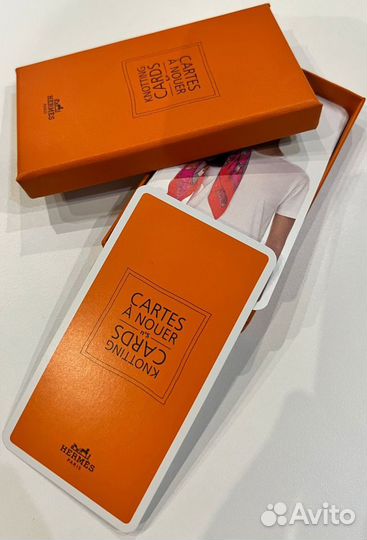 CARTES
À NOUER
KNOTTING
CARDS
HERMÈS
PARIS
CARTES
À NOUER
KNOTTING
CARDS
HERMÈS
PARIS
Avito